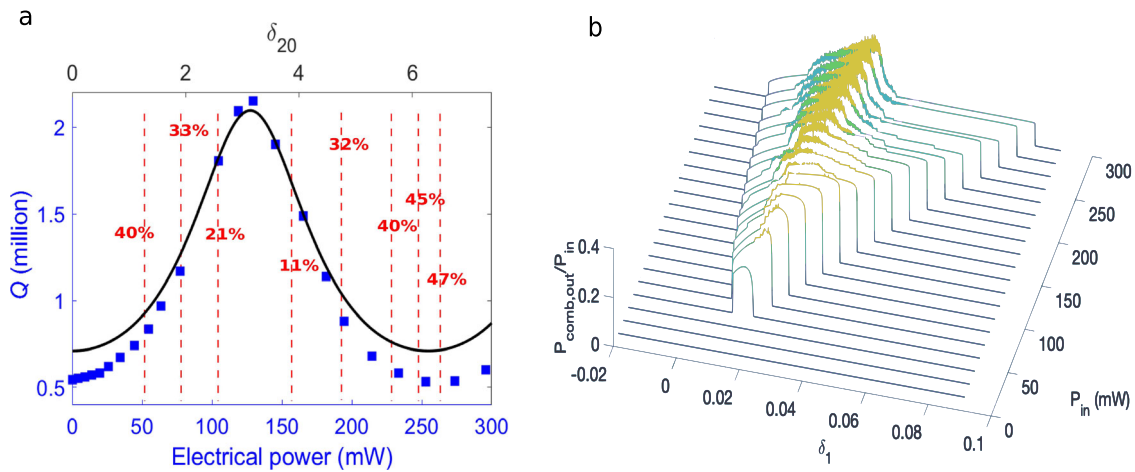 a
δ20
0 2 4 6
2
1.5
1
0.5
Q (million)
33%
32%
45%
40%
21%
40%
11%
47%
0 50 100 150 200 250 300
Electrical power (mW)
b
0.4
0.2
0
Pcomb,out/Pin
-0.02 0 0.02 0.04 0.06 0.08 0.1
δ1
300
250
200
150
100
50
0
Pin (mW)